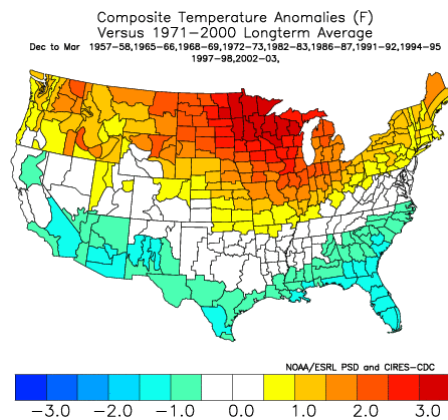 Composite Temperature Anomalies (F)
Versus 1971-2000 Longterm Average
Dec to Mar 1957-58,1965-66,1968-69,1972-73,1982-83,1986-87,1991-92,1994-95
1997-98,2002-03,
NOAA/ESRL PSD and CIRES-CDC
-3.0 -2.0 -1.0 0.0 1.0 2.0 3.0